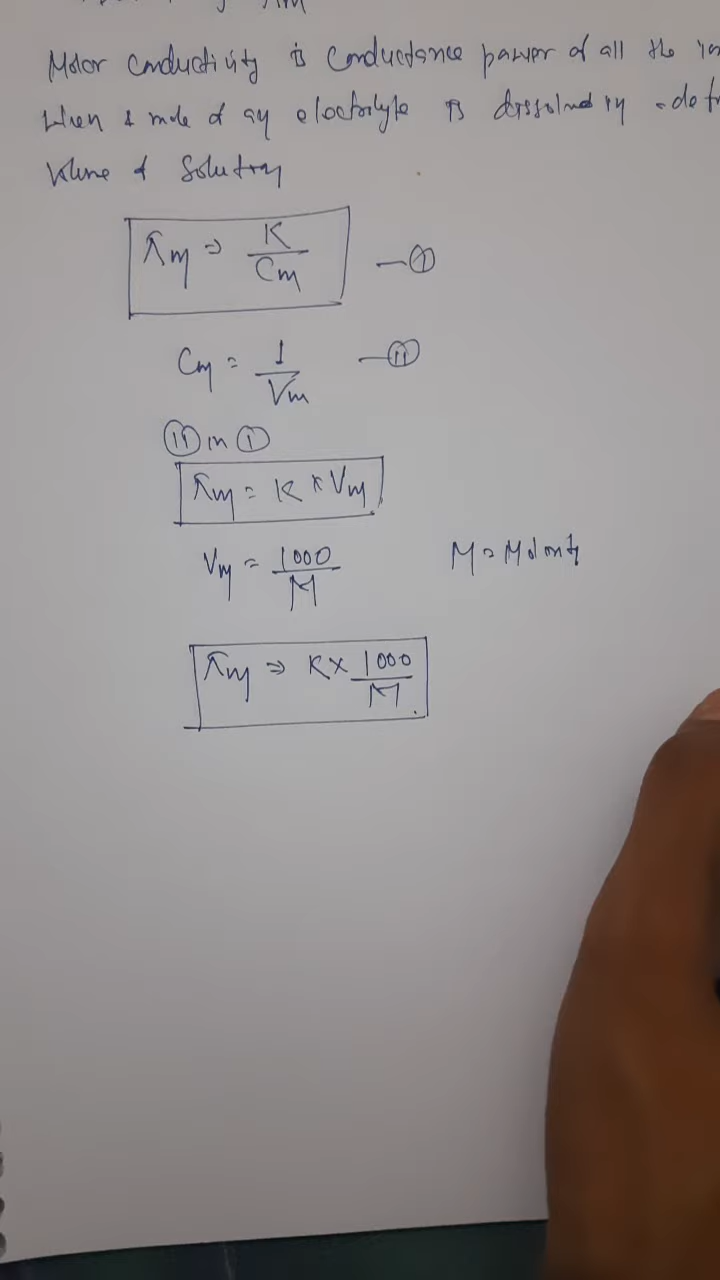 Molar conductivity is conductance power of all the
when 1 mole of an electrolyte is dissolved in
Volume of Solution
Λm ⇒ K/Cm —(I)
Cm = 1/Vm —(II)
(II) in (I)
Λm = K × Vm
Vm = 1000/M M = Molarity
Λm ⇒ K × 1000/M